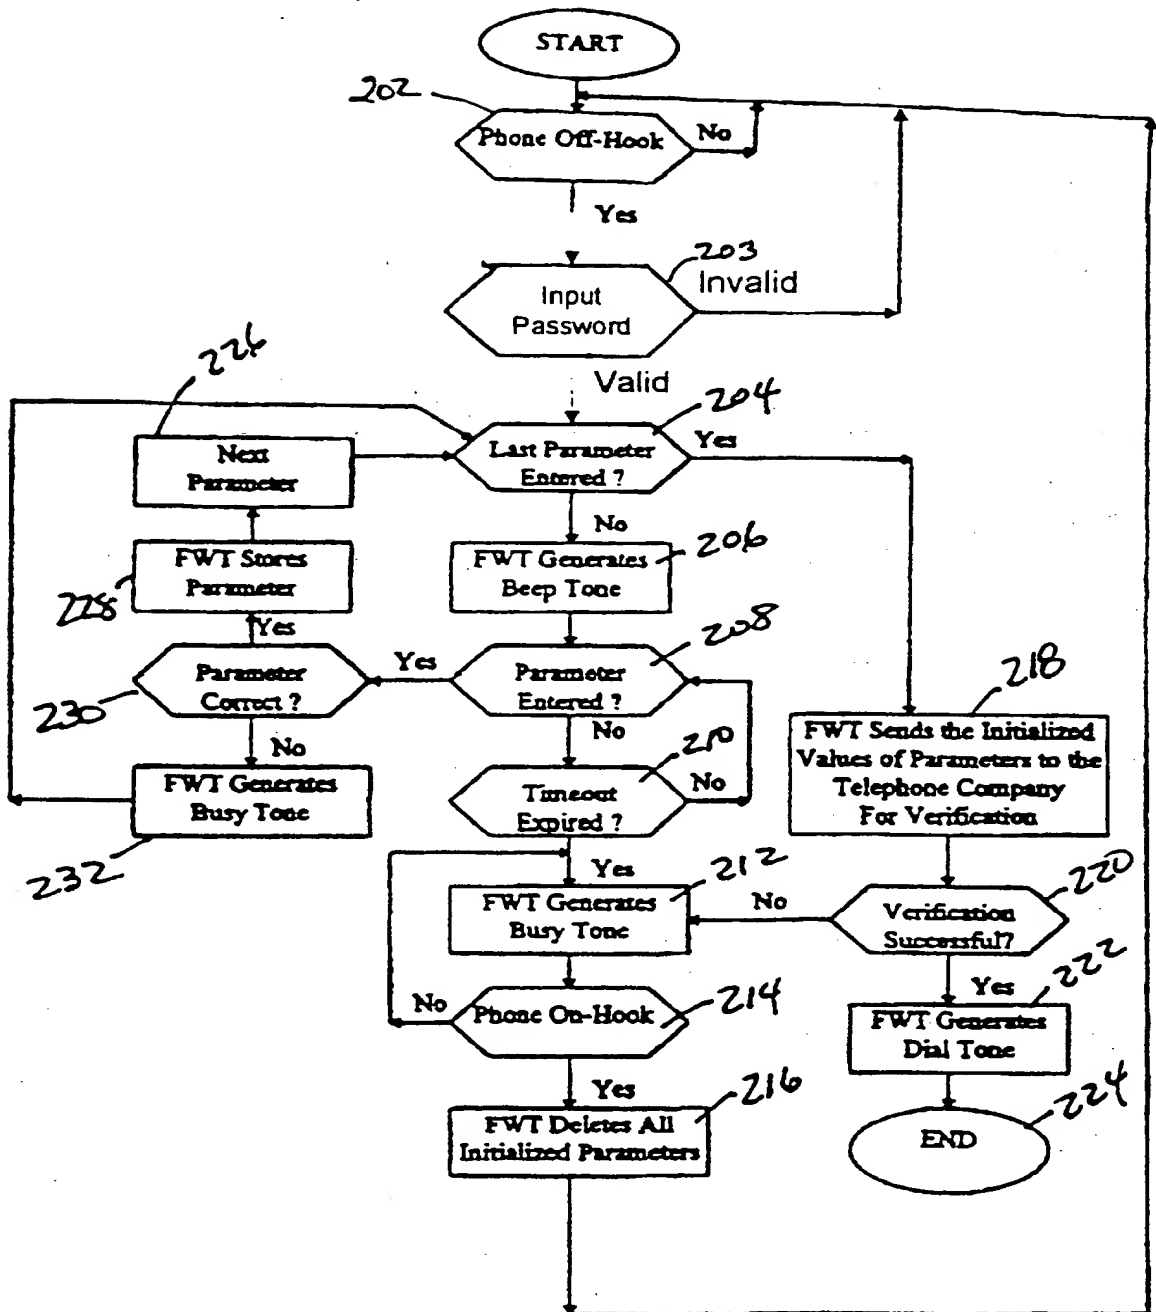 START
202
Phone Off-Hook
No
Yes
203
Input
Password
Invalid
Valid
226
204
Next
Parameter
Last Parameter
Entered ?
Yes
No
206
FWT Stores
Parameter
FWT Generates
Beep Tone
228
Yes
208
Parameter
Correct ?
Yes
Parameter
Entered ?
218
230
No
No
210
FWT Sends the Initialized
Values of Parameters to the
Telephone Company
For Verification
FWT Generates
Busy Tone
Timeout
Expired ?
No
232
Yes
212
220
FWT Generates
Busy Tone
No
Verification
Successful?
Yes
222
No
Phone On-Hook
214
FWT Generates
Dial Tone
Yes
216
224
FWT Deletes All
Initialized Parameters
END